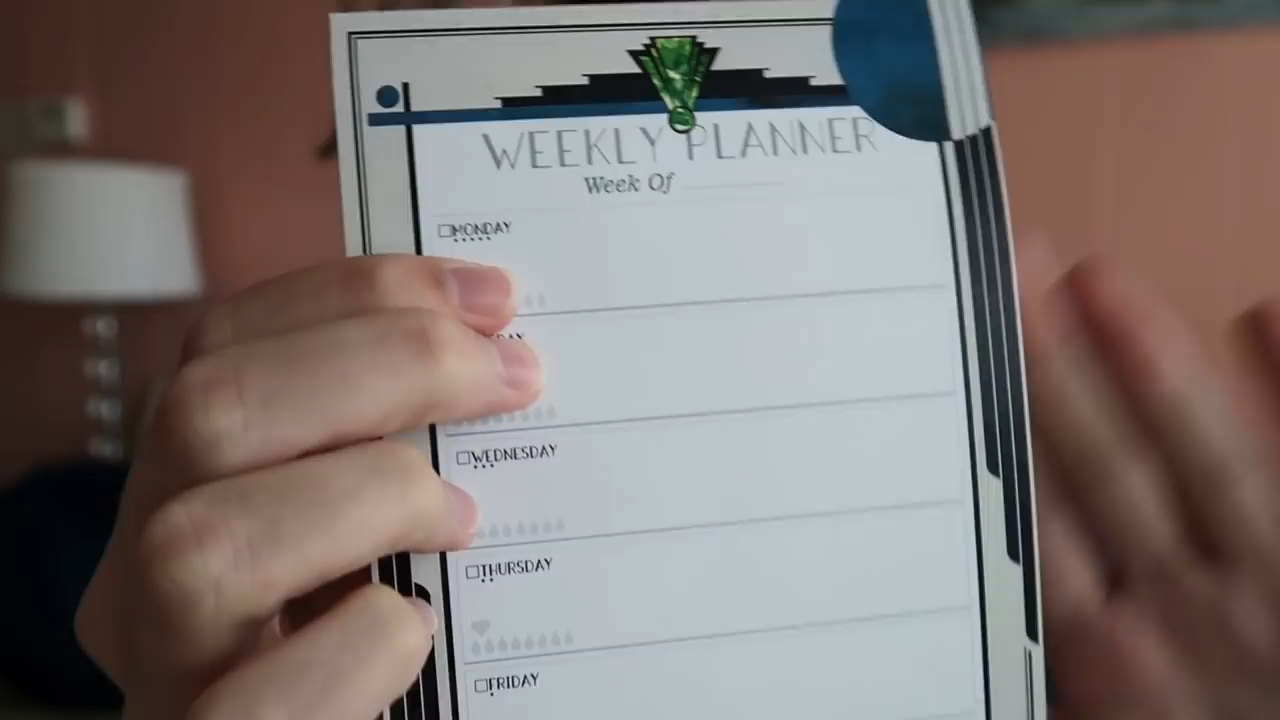 WEEKLY PLANNER
Week Of
MONDAY
WEDNESDAY
THURSDAY
FRIDAY